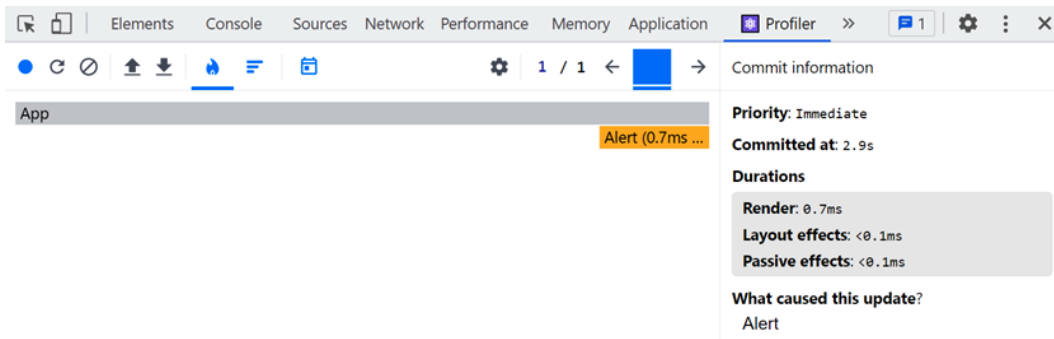 Elements Console Sources Network Performance Memory Application Profiler » 1
1 / 1
Commit information
App
Alert (0.7ms ...
Priority: Immediate
Committed at: 2.9s
Durations
Render: 0.7ms
Layout effects: <0.1ms
Passive effects: <0.1ms
What caused this update?
Alert